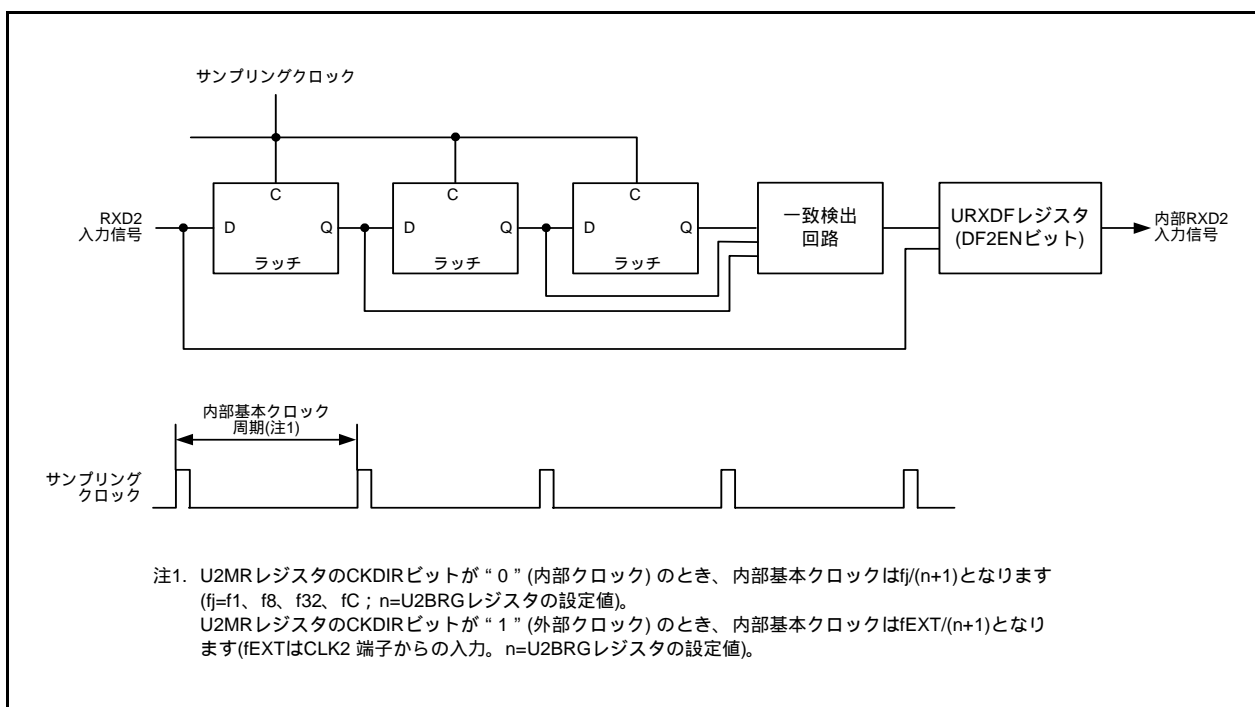 サンプリングクロック
C
C
C
RXD2
入力信号
D
Q
ラッチ
D
Q
ラッチ
D
Q
ラッチ
一致検出
回路
URXDFレジスタ
(DF2ENビット)
内部RXD2
入力信号
内部基本クロック
周期(注1)
サンプリング
クロック
注1. U2MRレジスタのCKDIRビットが“0”(内部クロック) のとき、内部基本クロックはfj/(n+1)となります
(fj=f1、f8、f32、fC ; n=U2BRGレジスタの設定値)。
U2MRレジスタのCKDIRビットが“1”(外部クロック) のとき、内部基本クロックはfEXT/(n+1)となり
ます(fEXTはCLK2 端子からの入力。n=U2BRGレジスタの設定値)。